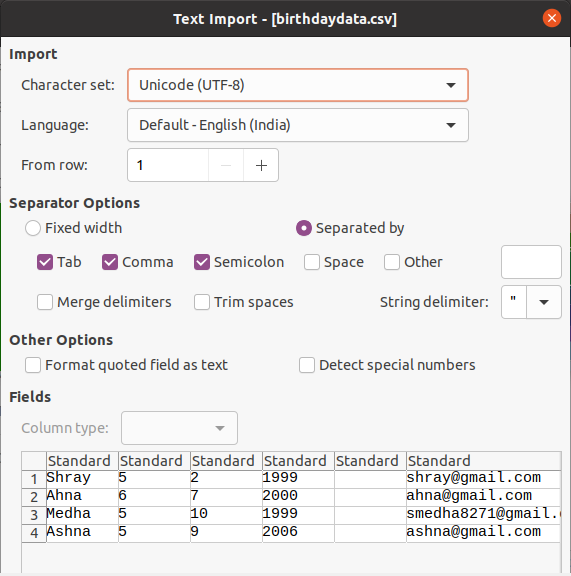 Text Import - [birthdaydata.csv]
Import
Character set: Unicode (UTF-8)
Language: Default - English (India)
From row: 1
Separator Options
Fixed width Separated by
Tab Comma Semicolon Space Other
Merge delimiters Trim spaces String delimiter: "
Other Options
Format quoted field as text Detect special numbers
Fields
Column type:
Standard Standard Standard Standard Standard Standard
1 Shray 5 2 1999 shray@gmail.com
2 Ahna 6 7 2000 ahna@gmail.com
3 Medha 5 10 1999 smedha8271@gmail.
4 Ashna 5 9 2006 ashna@gmail.com